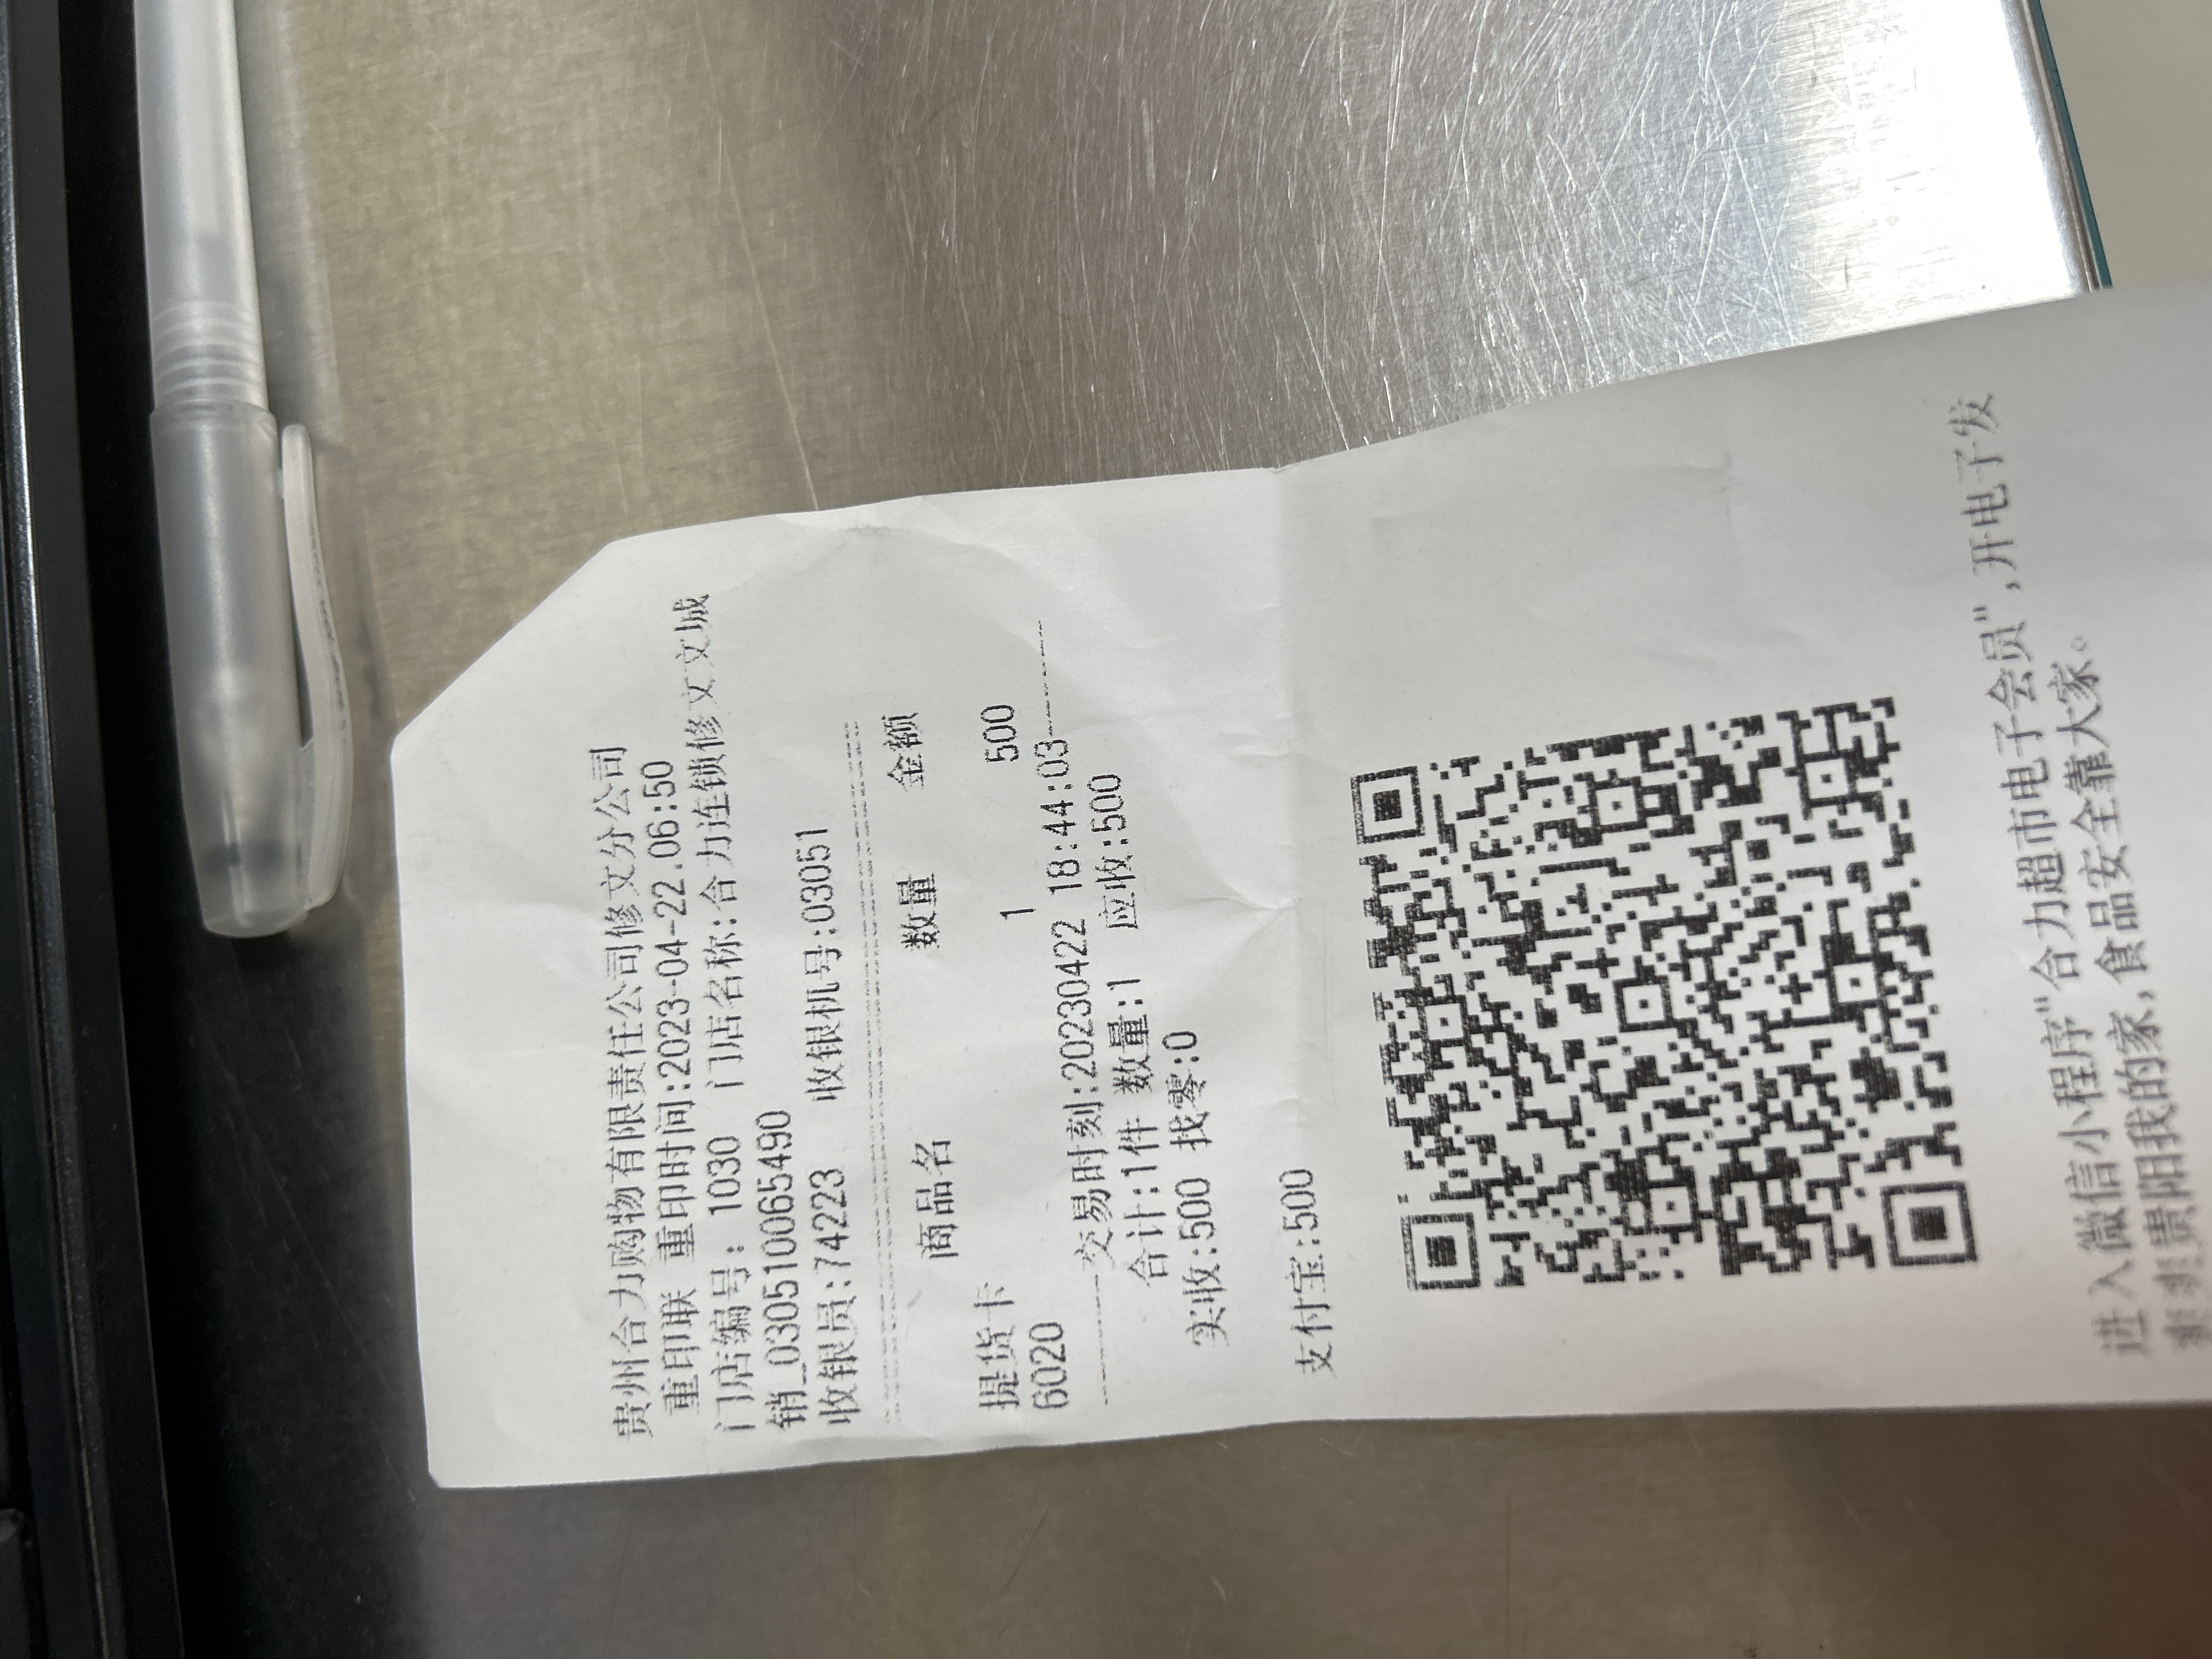 贵州合力购物有限责任公司修文分公司
重印联 重印时间:2023-04-22.06:50
门店编号: 1030 门店名称:合力连锁修文文城
销_030510065490
收银员:74223 收银机号:03051
商品名 数量 金额
提货卡
6020 1 500
交易时刻:20230422 18:44:03
合计:1件 数量:1 应收:500
实收:500 找零:0
支付宝:500
进入微信小程序"合力超市电子会员",开电子发
爽爽贵阳我的家,食品安全靠大家。